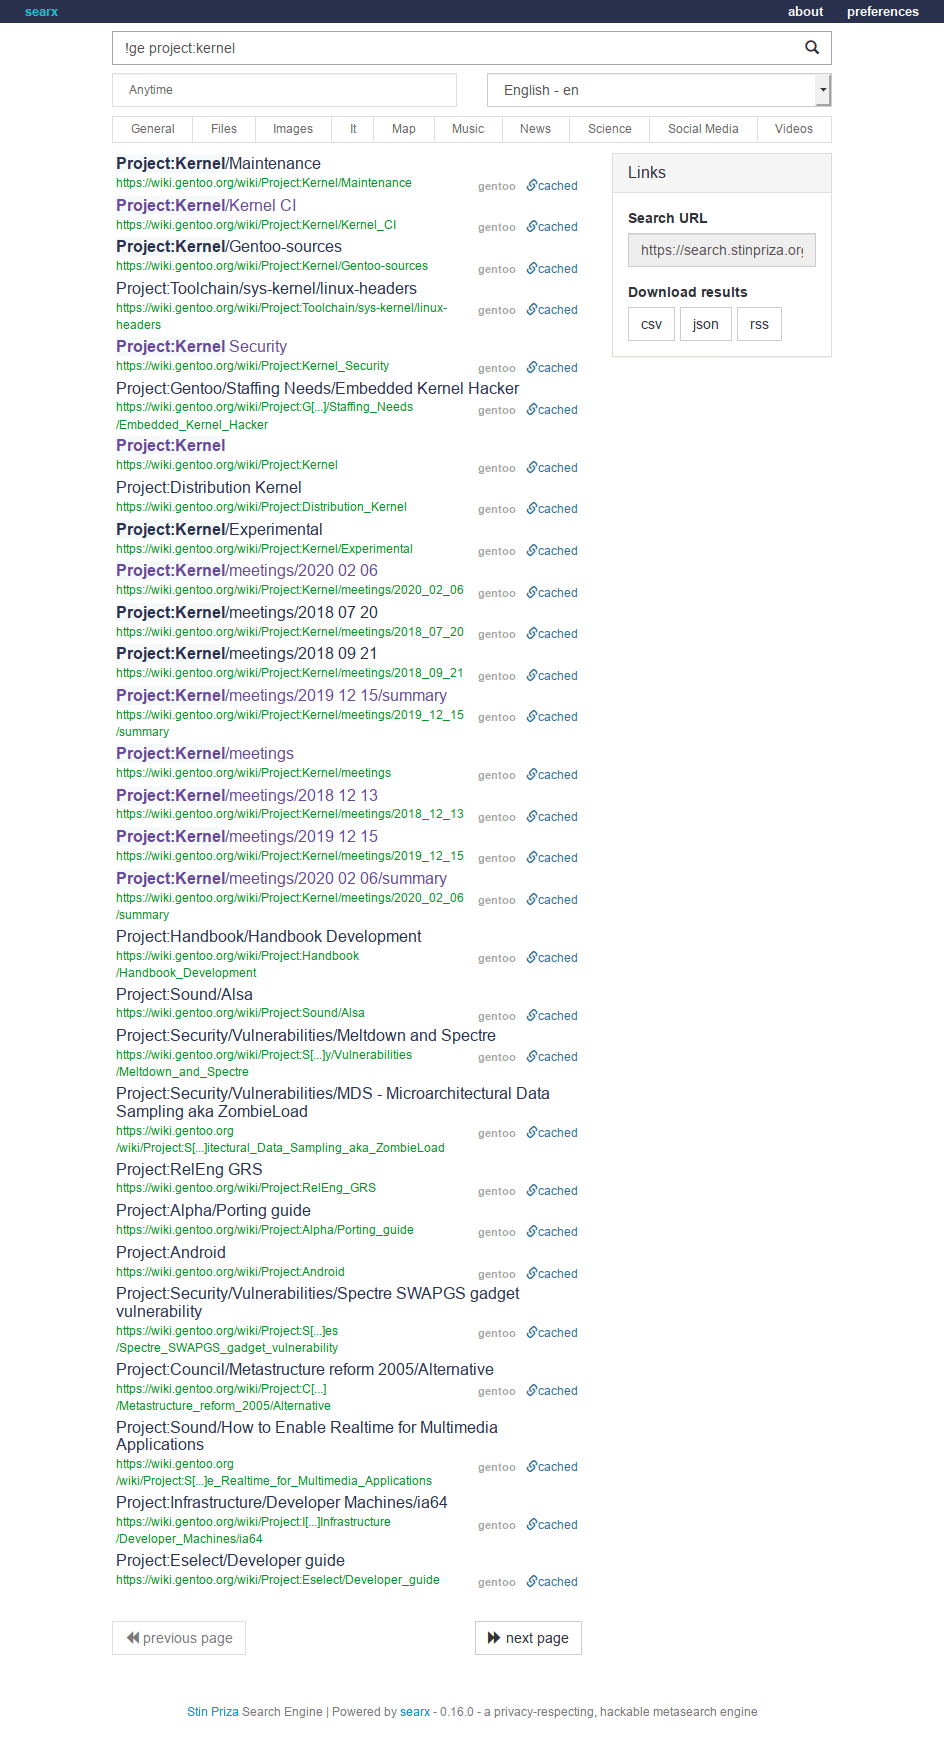 searx about preferences
!ge project:kernel
Anytime English - en
General Files Images It Map Music News Science Social Media Videos
Project:Kernel/Maintenance
https://wiki.gentoo.org/wiki/Project:Kernel/Maintenance gentoo cached
Project:Kernel/Kernel CI
https://wiki.gentoo.org/wiki/Project:Kernel/Kernel_CI gentoo cached
Project:Kernel/Gentoo-sources
https://wiki.gentoo.org/wiki/Project:Kernel/Gentoo-sources gentoo cached
Project:Toolchain/sys-kernel/linux-headers
https://wiki.gentoo.org/wiki/Project:Toolchain/sys-kernel/linux- gentoo cached
headers
Project:Kernel Security
https://wiki.gentoo.org/wiki/Project:Kernel_Security gentoo cached
Project:Gentoo/Staffing Needs/Embedded Kernel Hacker
https://wiki.gentoo.org/wiki/Project:G[...]/Staffing_Needs gentoo cached
/Embedded_Kernel_Hacker
Project:Kernel
https://wiki.gentoo.org/wiki/Project:Kernel gentoo cached
Project:Distribution Kernel
https://wiki.gentoo.org/wiki/Project:Distribution_Kernel gentoo cached
Project:Kernel/Experimental
https://wiki.gentoo.org/wiki/Project:Kernel/Experimental gentoo cached
Project:Kernel/meetings/2020 02 06
https://wiki.gentoo.org/wiki/Project:Kernel/meetings/2020_02_06 gentoo cached
Project:Kernel/meetings/2018 07 20
https://wiki.gentoo.org/wiki/Project:Kernel/meetings/2018_07_20 gentoo cached
Project:Kernel/meetings/2018 09 21
https://wiki.gentoo.org/wiki/Project:Kernel/meetings/2018_09_21 gentoo cached
Project:Kernel/meetings/2019 12 15/summary
https://wiki.gentoo.org/wiki/Project:Kernel/meetings/2019_12_15 gentoo cached
/summary
Project:Kernel/meetings
https://wiki.gentoo.org/wiki/Project:Kernel/meetings gentoo cached
Project:Kernel/meetings/2018 12 13
https://wiki.gentoo.org/wiki/Project:Kernel/meetings/2018_12_13 gentoo cached
Project:Kernel/meetings/2019 12 15
https://wiki.gentoo.org/wiki/Project:Kernel/meetings/2019_12_15 gentoo cached
Project:Kernel/meetings/2020 02 06/summary
https://wiki.gentoo.org/wiki/Project:Kernel/meetings/2020_02_06 gentoo cached
/summary
Project:Handbook/Handbook Development
https://wiki.gentoo.org/wiki/Project:Handbook gentoo cached
/Handbook_Development
Project:Sound/Alsa
https://wiki.gentoo.org/wiki/Project:Sound/Alsa gentoo cached
Project:Security/Vulnerabilities/Meltdown and Spectre
https://wiki.gentoo.org/wiki/Project:S[...]y/Vulnerabilities gentoo cached
/Meltdown_and_Spectre
Project:Security/Vulnerabilities/MDS - Microarchitectural Data
Sampling aka ZombieLoad
https://wiki.gentoo.org gentoo cached
/wiki/Project:S[...]itectural_Data_Sampling_aka_ZombieLoad
Project:RelEng GRS
https://wiki.gentoo.org/wiki/Project:RelEng_GRS gentoo cached
Project:Alpha/Porting guide
https://wiki.gentoo.org/wiki/Project:Alpha/Porting_guide gentoo cached
Project:Android
https://wiki.gentoo.org/wiki/Project:Android gentoo cached
Project:Security/Vulnerabilities/Spectre SWAPGS gadget
vulnerability
https://wiki.gentoo.org/wiki/Project:S[...]es gentoo cached
/Spectre_SWAPGS_gadget_vulnerability
Project:Council/Metastructure reform 2005/Alternative
https://wiki.gentoo.org/wiki/Project:C[...] gentoo cached
/Metastructure_reform_2005/Alternative
Project:Sound/How to Enable Realtime for Multimedia
Applications
https://wiki.gentoo.org gentoo cached
/wiki/Project:S[...]e_Realtime_for_Multimedia_Applications
Project:Infrastructure/Developer Machines/ia64
https://wiki.gentoo.org/wiki/Project:I[...]Infrastructure gentoo cached
/Developer_Machines/ia64
Project:Eselect/Developer guide
https://wiki.gentoo.org/wiki/Project:Eselect/Developer_guide gentoo cached
previous page next page
Links
Search URL
https://search.stinpriza.org
Download results
csv json rss
Stin Priza Search Engine | Powered by searx - 0.16.0 - a privacy-respecting, hackable metasearch engine